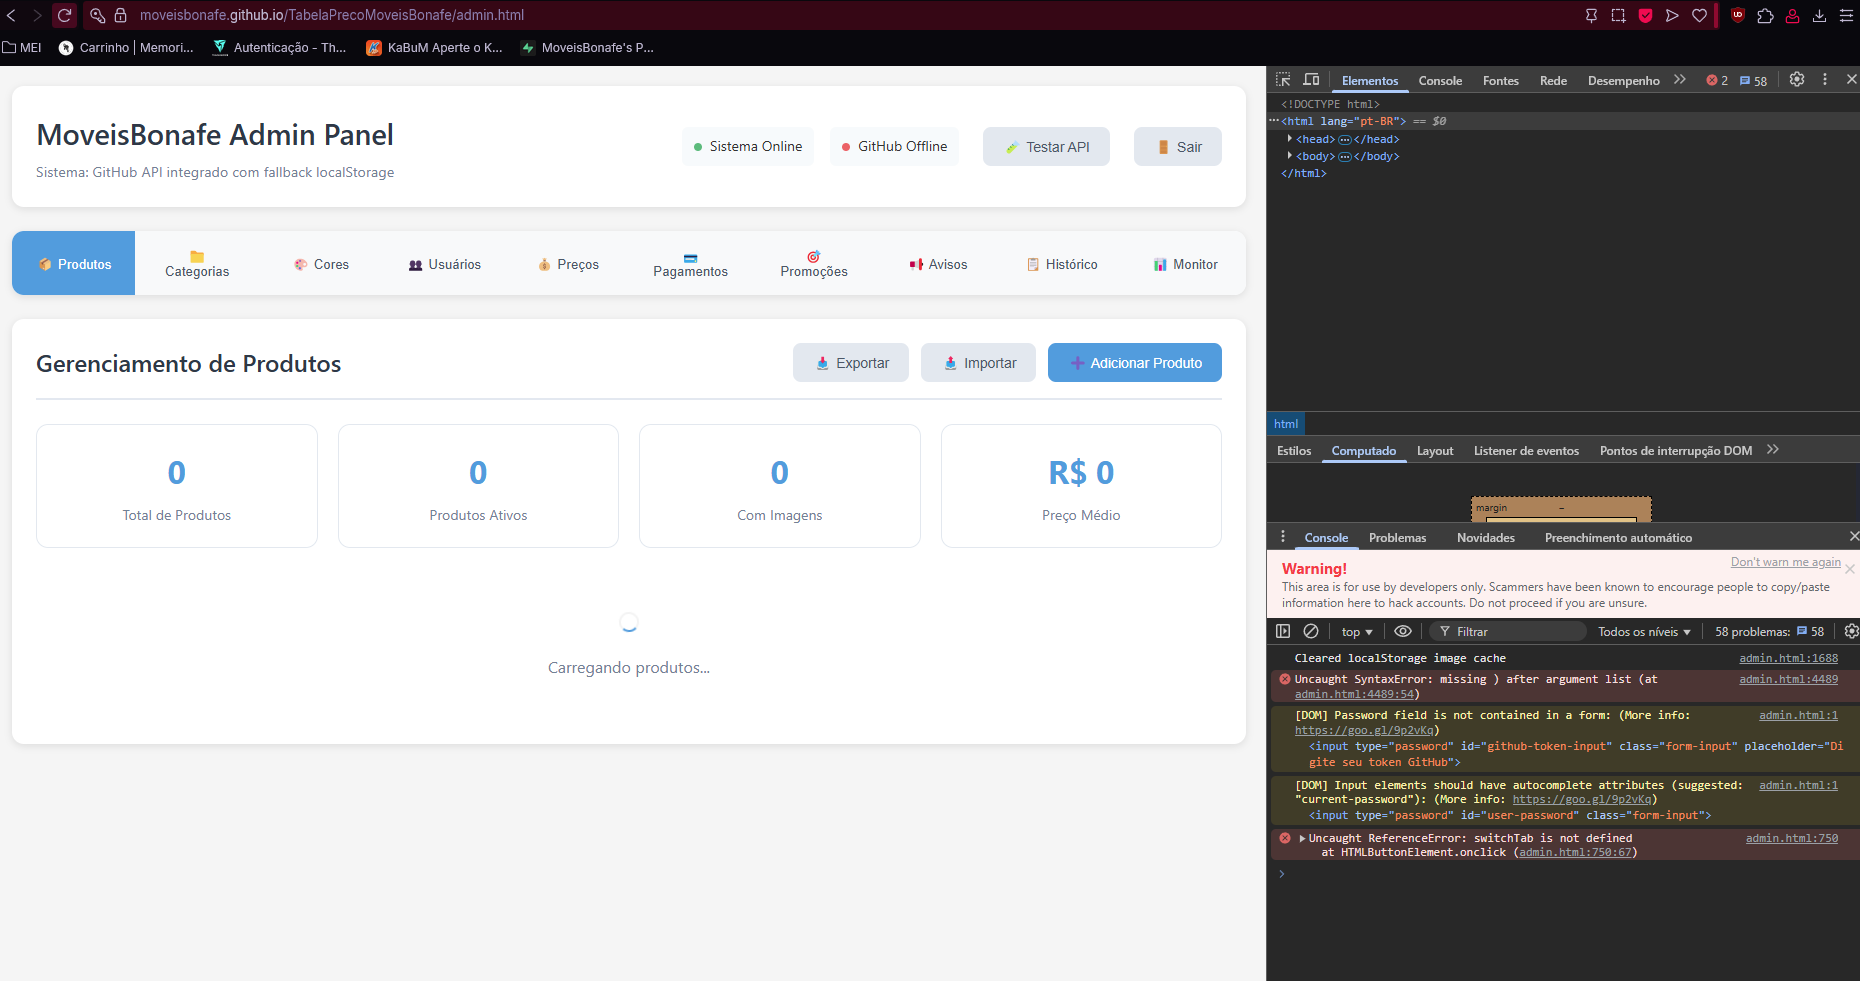 moveisbonafe.github.io/TabelaPrecoMoveisBonafe/admin.html
MEI
Carrinho | Memori...
Autenticação - Th...
KaBuM Aperte o K...
MoveisBonafe's P...
MoveisBonafe Admin Panel
Sistema: GitHub API integrado com fallback localStorage
Sistema Online
GitHub Offline
Testar API
Sair
Produtos
Categorias
Cores
Usuários
Preços
Pagamentos
Promoções
Avisos
Histórico
Monitor
Gerenciamento de Produtos
Exportar
Importar
Adicionar Produto
0
Total de Produtos
0
Produtos Ativos
0
Com Imagens
R$ 0
Preço Médio
Carregando produtos...
Elementos
Console
Fontes
Rede
Desempenho
2
58
<!DOCTYPE html>
<html lang="pt-BR"> == $0
<head></head>
<body></body>
</html>
html
Estilos
Computado
Layout
Listener de eventos
Pontos de interrupção DOM
margin
–
Console
Problemas
Novidades
Preenchimento automático
Don't warn me again
Warning!
This area is for use by developers only. Scammers have been known to encourage people to copy/paste
information here to hack accounts. Do not proceed if you are unsure.
top
Filtrar
Todos os níveis
58 problemas: 58
Cleared localStorage image cache admin.html:1688
Uncaught SyntaxError: missing ) after argument list (at admin.html:4489
admin.html:4489:54)
[DOM] Password field is not contained in a form: (More info: admin.html:1
https://goo.gl/9p2vKq)
<input type="password" id="github-token-input" class="form-input" placeholder="Di
gite seu token GitHub">
[DOM] Input elements should have autocomplete attributes (suggested: admin.html:1
"current-password"): (More info: https://goo.gl/9p2vKq)
<input type="password" id="user-password" class="form-input">
Uncaught ReferenceError: switchTab is not defined admin.html:750
at HTMLButtonElement.onclick (admin.html:750:67)